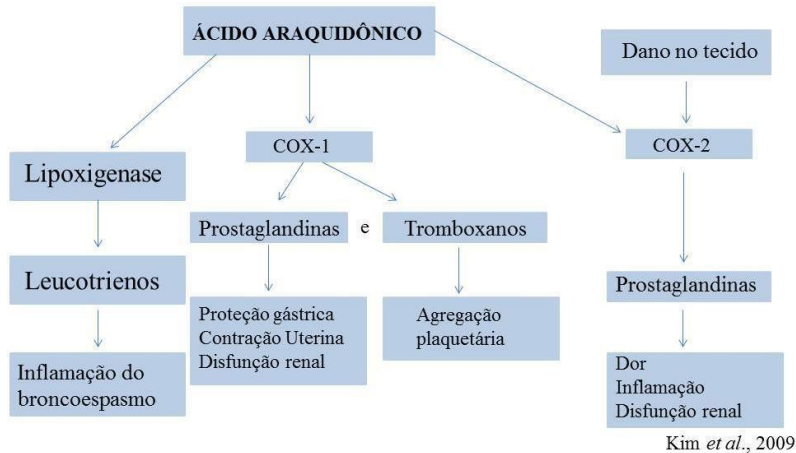 ÁCIDO ARAQUIDÔNICO
Dano no tecido
COX-1
COX-2
Lipoxigenase
Prostaglandinas e Tromboxanos
Leucotrienos
Prostaglandinas
Proteção gástrica
Contração Uterina
Disfunção renal
Agregação
plaquetária
Inflamação do
broncoespasmo
Dor
Inflamação
Disfunção renal
Kim et al., 2009